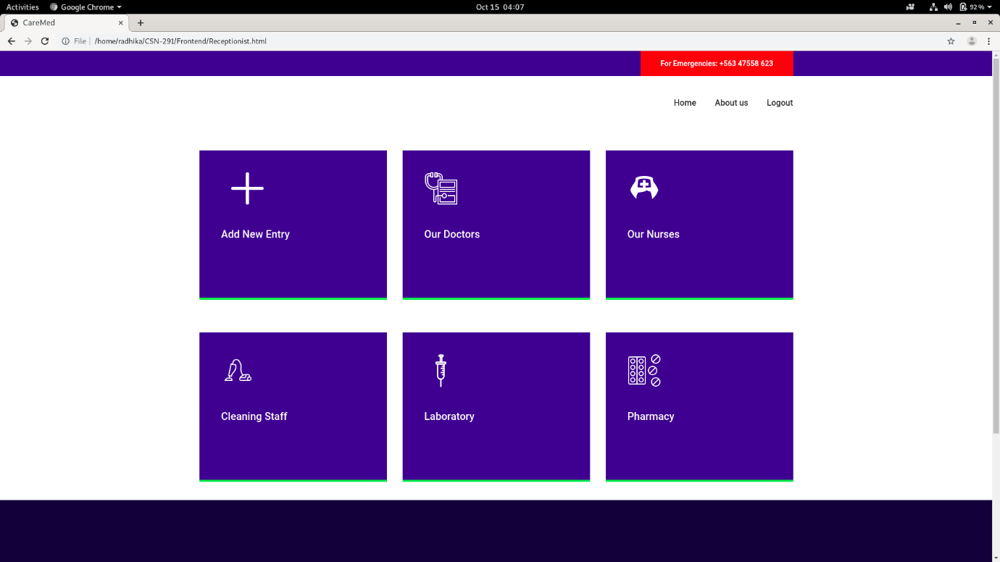 Activities Google Chrome Oct 15 04:07 92 %
CareMed
File /home/radhika/CSN-291/Frontend/Receptionist.html
For Emergencies: +563 47558 623
Home About us Logout
Add New Entry Our Doctors Our Nurses
Cleaning Staff Laboratory Pharmacy